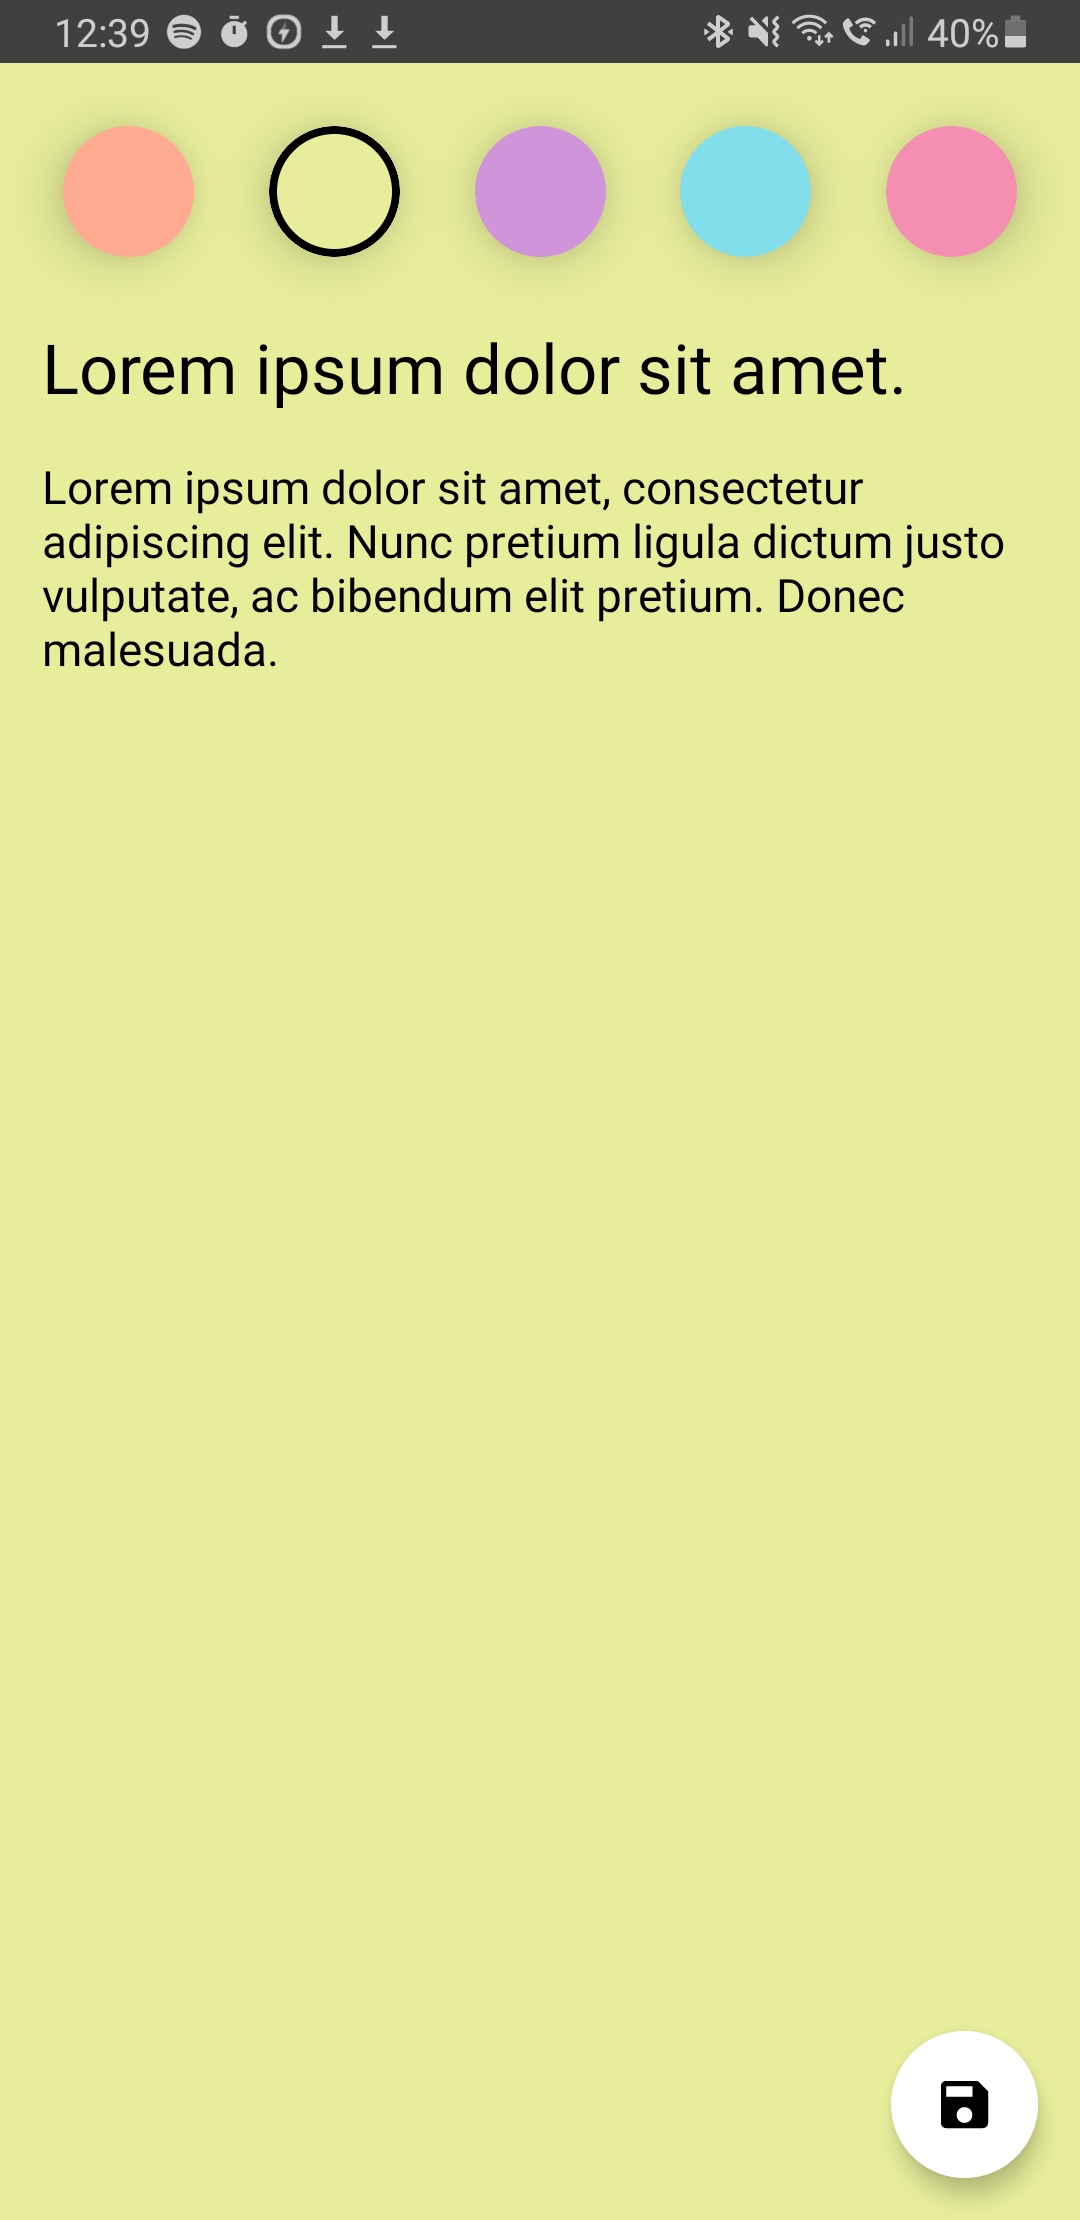 12:39 40%
Lorem ipsum dolor sit amet.
Lorem ipsum dolor sit amet, consectetur
adipiscing elit. Nunc pretium ligula dictum justo
vulputate, ac bibendum elit pretium. Donec
malesuada.